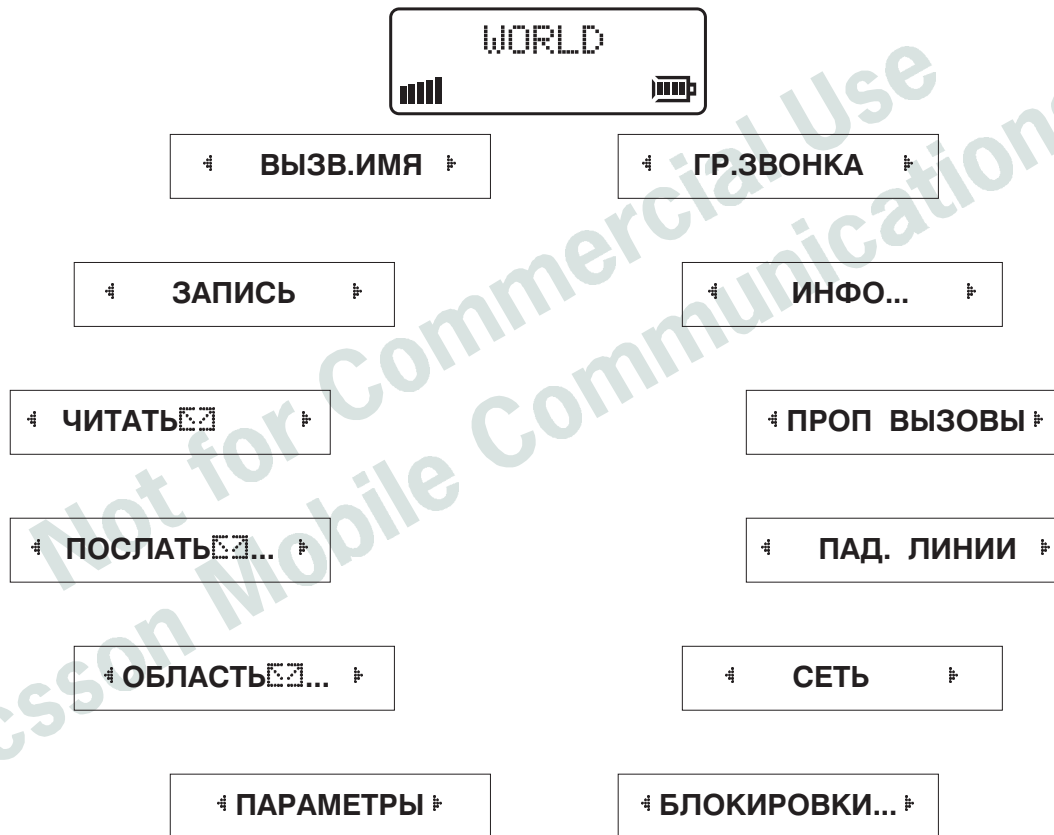 WORLD
ВЫЗВ.ИМЯ
ГР.ЗВОНКА
ЗАПИСЬ
ИНФО...
ЧИТАТЬ
ПРОП ВЫЗОВЫ
ПОСЛАТЬ...
ПАД. ЛИНИИ
ОБЛАСТЬ...
СЕТЬ
ПАРАМЕТРЫ
БЛОКИРОВКИ...
Not for Commercial Use
Mobile Communications